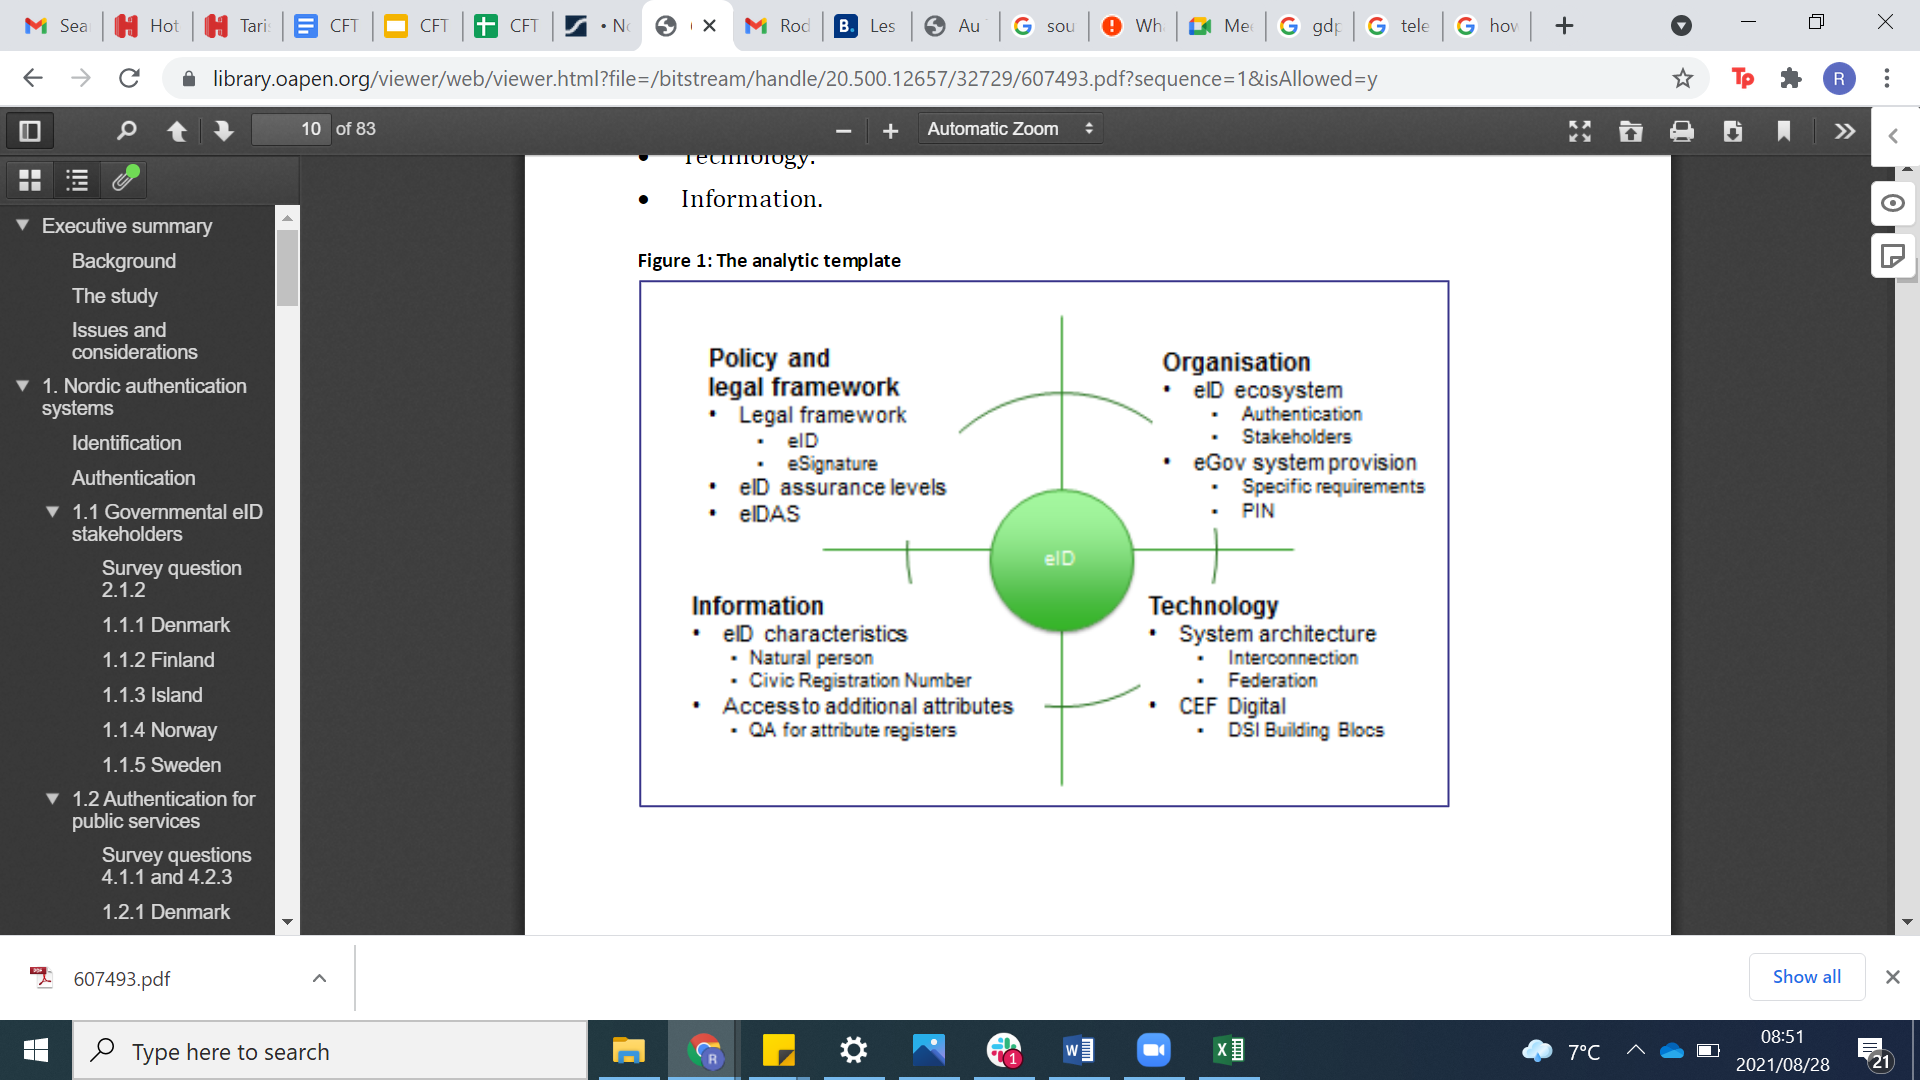 Sea
Hot
Taris
CFT
CFT
CFT
• No
Rod
B.
Les
Au
sou
Wh
Mee
gdp
tele
how
library.oapen.org/viewer/web/viewer.html?file=/bitstream/handle/20.500.12657/32729/607493.pdf?sequence=1&isAllowed=y
Tp
R
10 of 83
Automatic Zoom
Executive summary
Background
The study
Issues and
considerations
1. Nordic authentication
systems
Identification
Authentication
1.1 Governmental eID
stakeholders
Survey question
2.1.2
1.1.1 Denmark
1.1.2 Finland
1.1.3 Island
1.1.4 Norway
1.1.5 Sweden
1.2 Authentication for
public services
Survey questions
4.1.1 and 4.2.3
1.2.1 Denmark
• Technology.
• Information.
Figure 1: The analytic template
Policy and
legal framework
• Legal framework
• eID
• eSignature
• eID assurance levels
• eIDAS
Organisation
• eID ecosystem
• Authentication
• Stakeholders
• eGov system provision
• Specific requirements
• PIN
eID
Information
• eID characteristics
• Natural person
• Civic Registration Number
• Access to additional attributes
• QA for attribute registers
Technology
• System architecture
• Interconnection
• Federation
• CEF Digital
• DSI Building Blocs
607493.pdf
Show all
Type here to search
R
1
7°C
08:51
2021/08/28
21